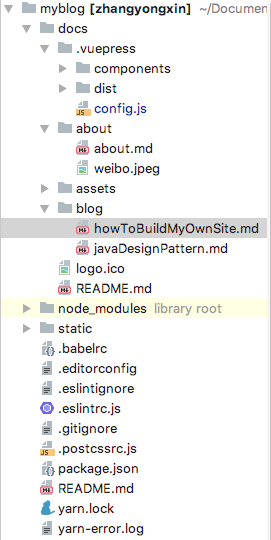 myblog [zhangyongxin] ~/Documen
docs
.vuepress
components
dist
config.js
about
about.md
weibo.jpeg
assets
blog
howToBuildMyOwnSite.md
javaDesignPattern.md
logo.ico
README.md
node_modules library root
static
.babelrc
.editorconfig
.eslintignore
.eslintrc.js
.gitignore
.postcssrc.js
package.json
README.md
yarn.lock
yarn-error.log